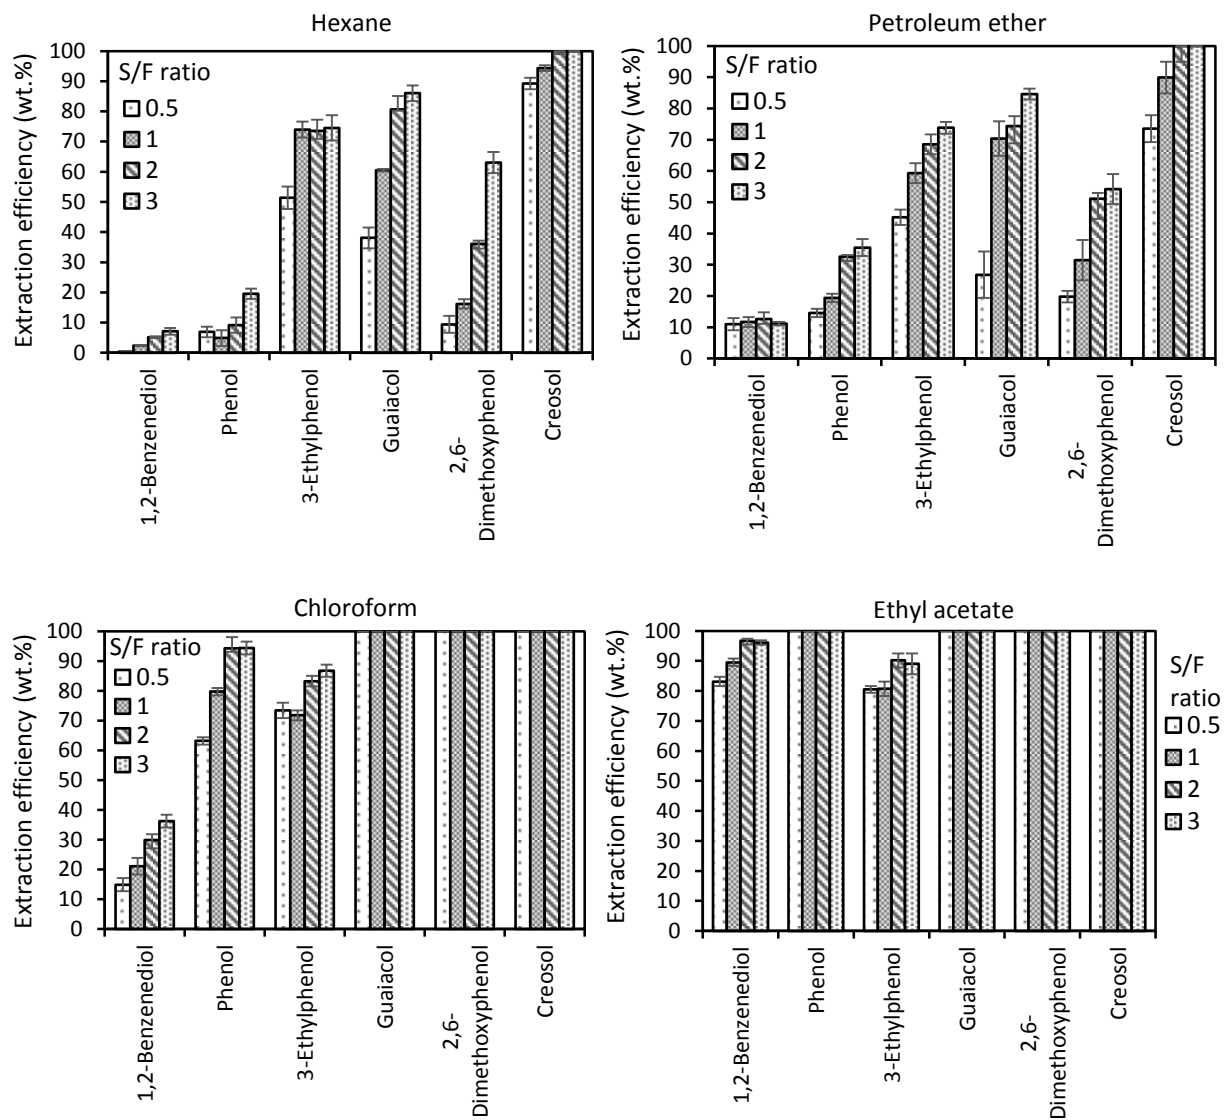 Hexane
Extraction efficiency (wt.%)
100
90
80
70
60
50
40
30
20
10
0
S/F ratio
0.5
1
2
3
1,2-Benzenediol
Phenol
3-Ethylphenol
Guaiacol
2,6-
Dimethoxyphenol
Creosol
Petroleum ether
Extraction efficiency (wt.%)
100
90
80
70
60
50
40
30
20
10
0
S/F ratio
0.5
1
2
3
1,2-Benzenediol
Phenol
3-Ethylphenol
Guaiacol
2,6-
Dimethoxyphenol
Creosol
Chloroform
Extraction efficiency (wt.%)
100
90
80
70
60
50
40
30
20
10
0
S/F ratio
0.5
1
2
3
1,2-Benzenediol
Phenol
3-Ethylphenol
Guaiacol
2,6-
Dimethoxyphenol
Creosol
Ethyl acetate
Extraction efficiency (wt.%)
100
90
80
70
60
50
40
30
20
10
0
1,2-Benzenediol
Phenol
3-Ethylphenol
Guaiacol
2,6-
Dimethoxyphenol
Creosol
S/F
ratio
0.5
1
2
3